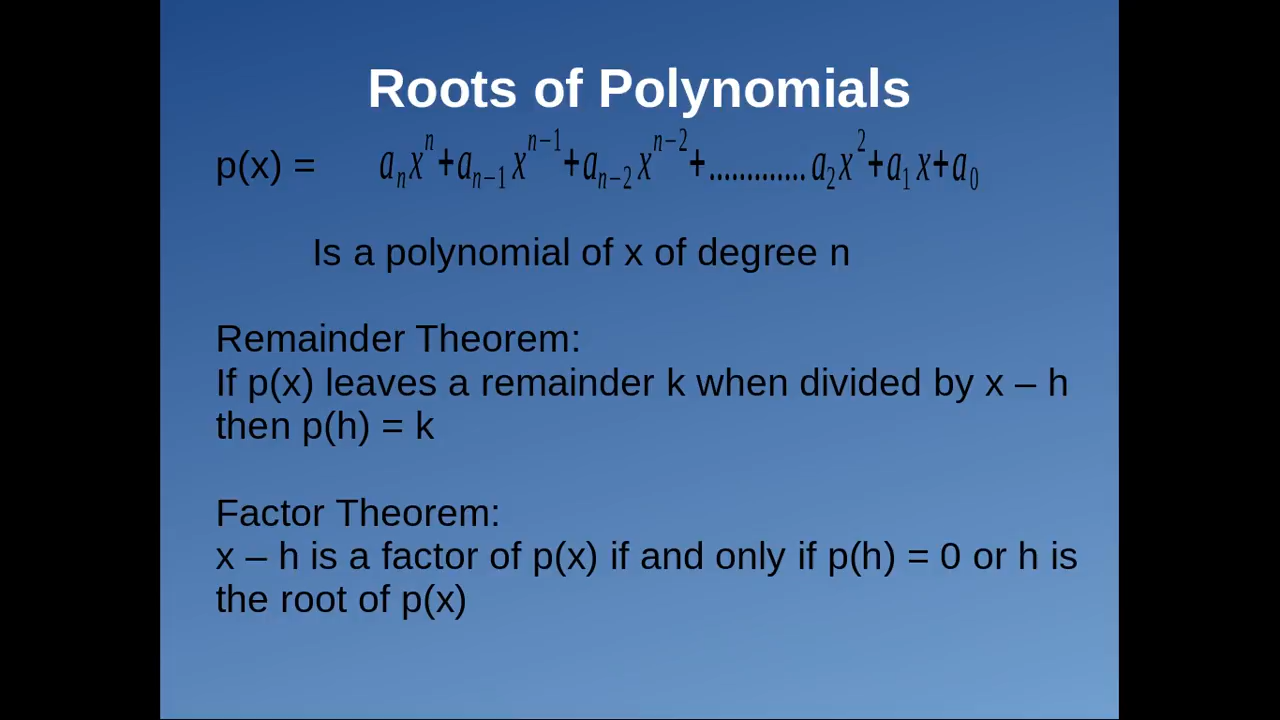 Roots of Polynomials
p(x) = aₙxⁿ+aₙ₋₁xⁿ⁻¹+aₙ₋₂xⁿ⁻²+.............a₂x²+a₁x+a₀
Is a polynomial of x of degree n
Remainder Theorem:
If p(x) leaves a remainder k when divided by x – h
then p(h) = k
Factor Theorem:
x – h is a factor of p(x) if and only if p(h) = 0 or h is
the root of p(x)